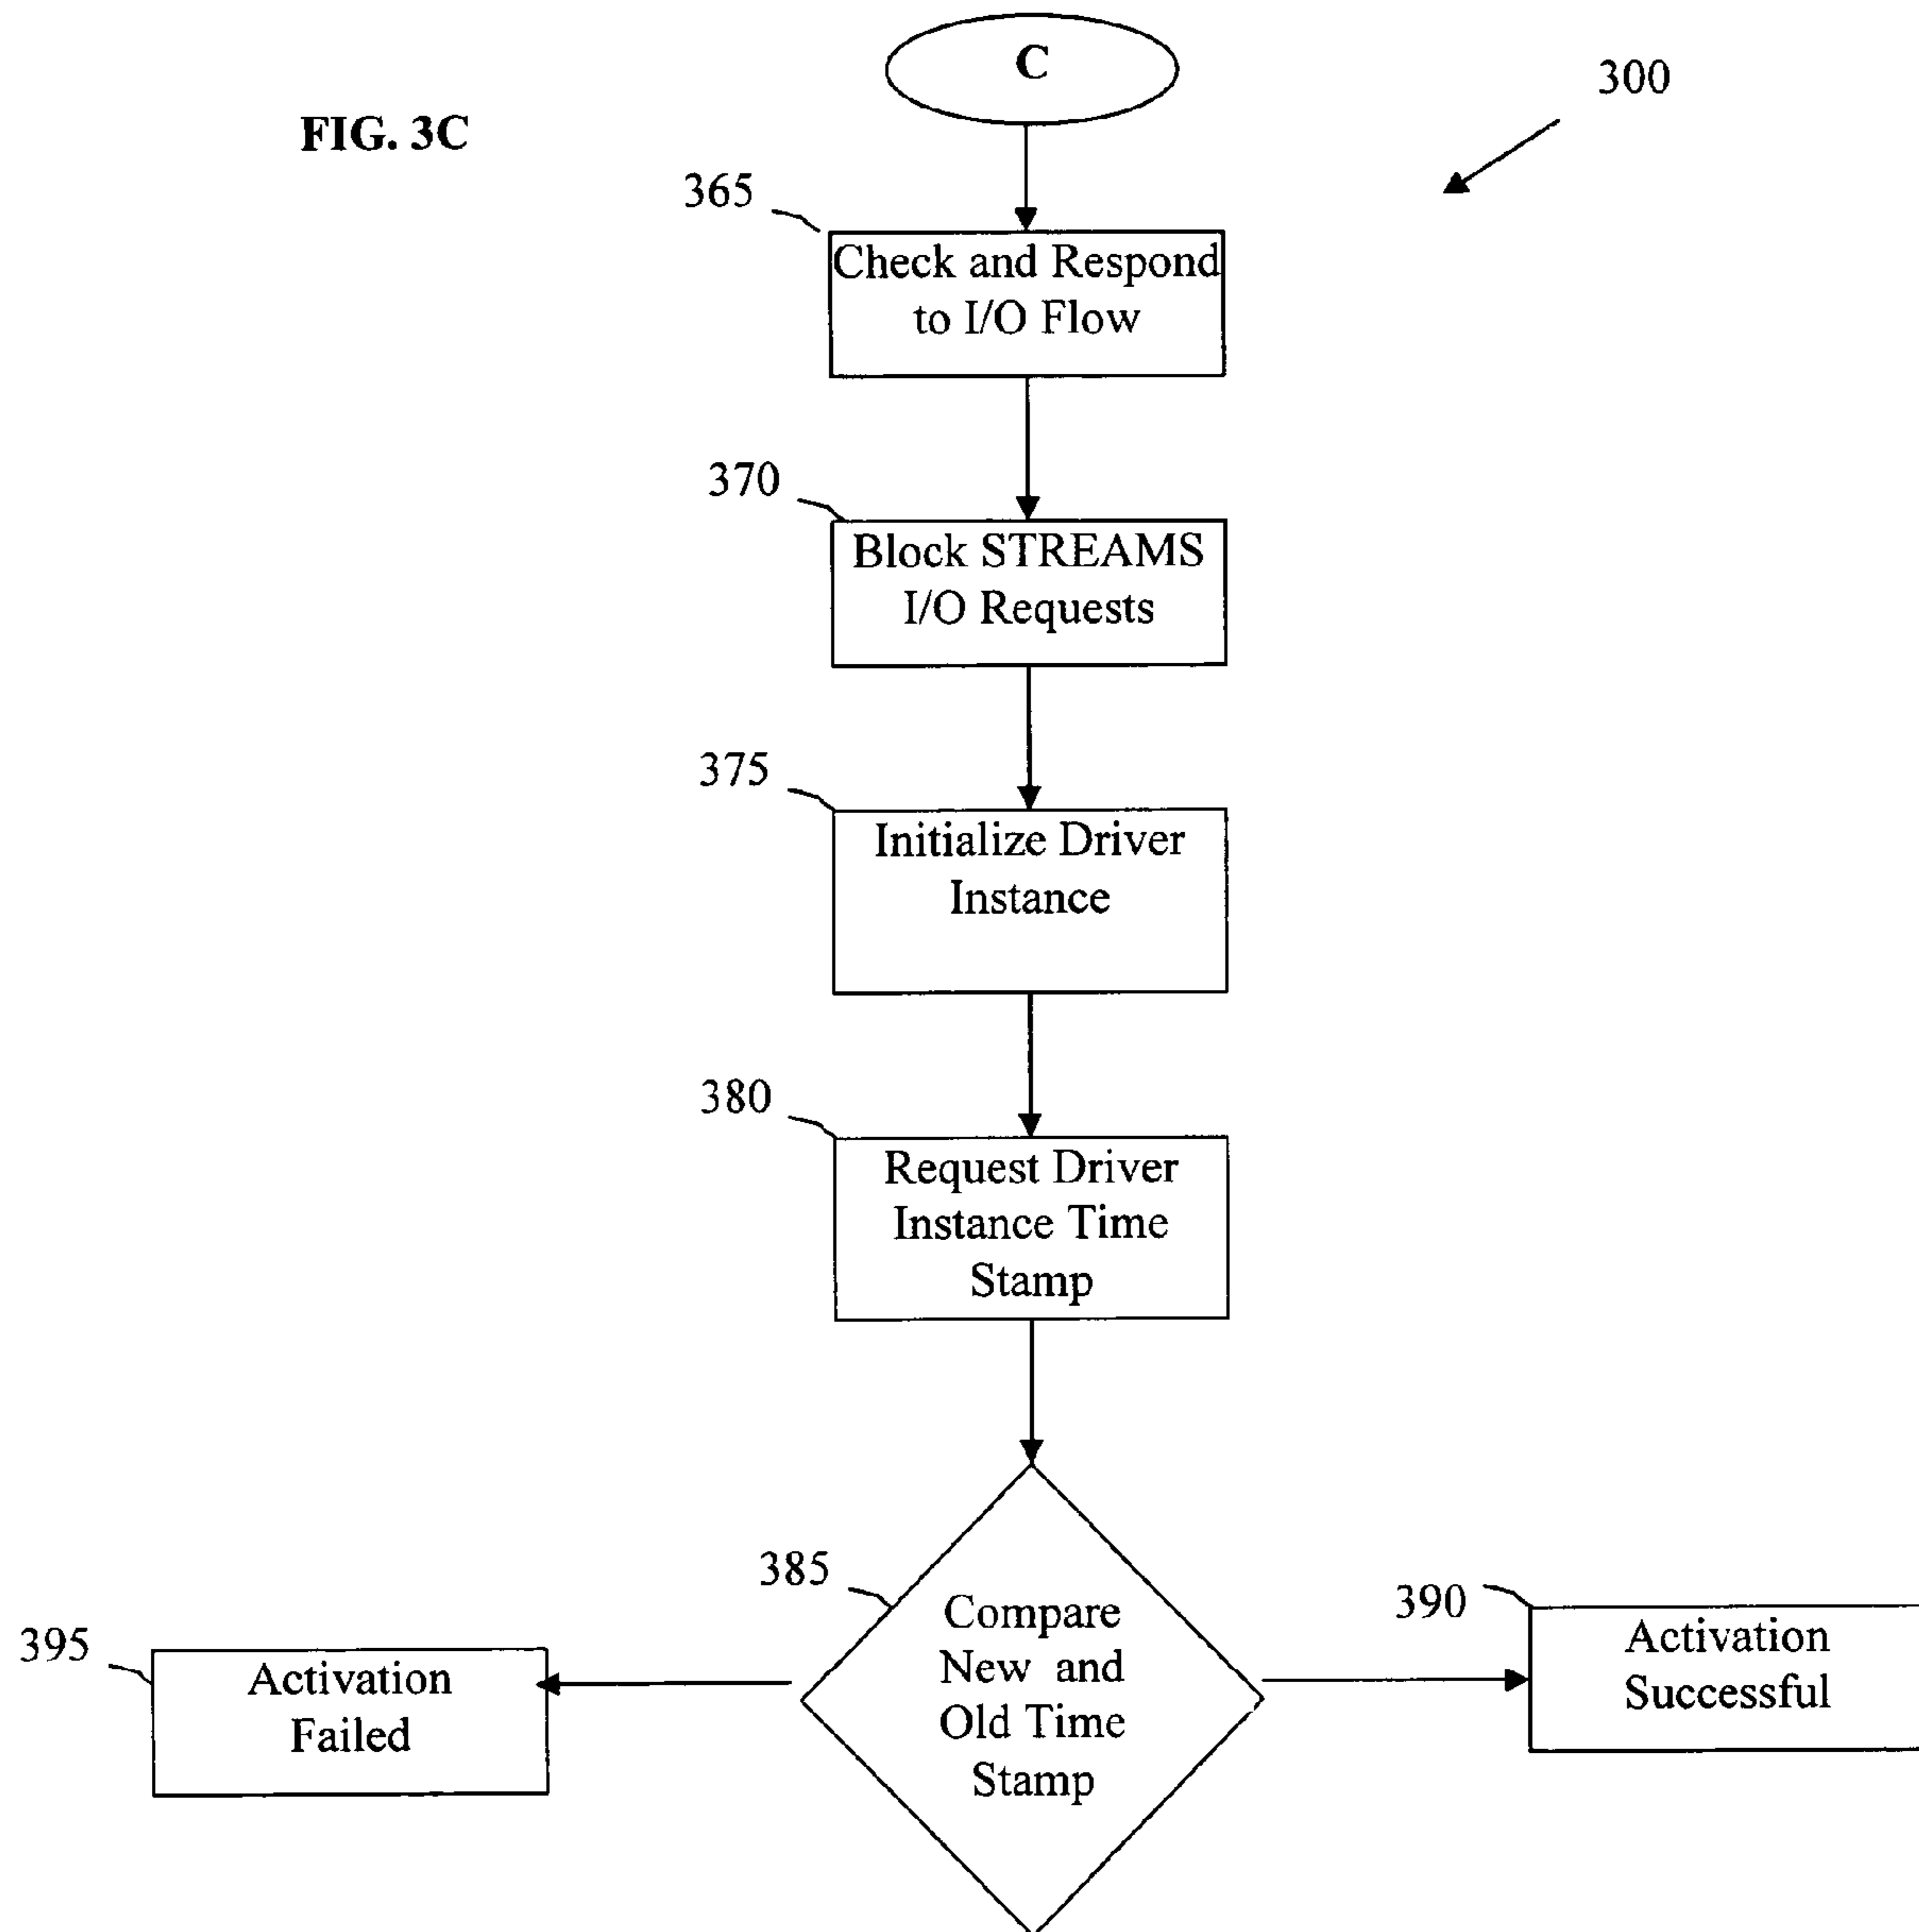 C
300
FIG. 3C
365
Check and Respond
to I/O Flow
370
Block STREAMS
I/O Requests
375
Initialize Driver
Instance
380
Request Driver
Instance Time
Stamp
385
Compare
New and
Old Time
Stamp
390
Activation
Successful
395
Activation
Failed